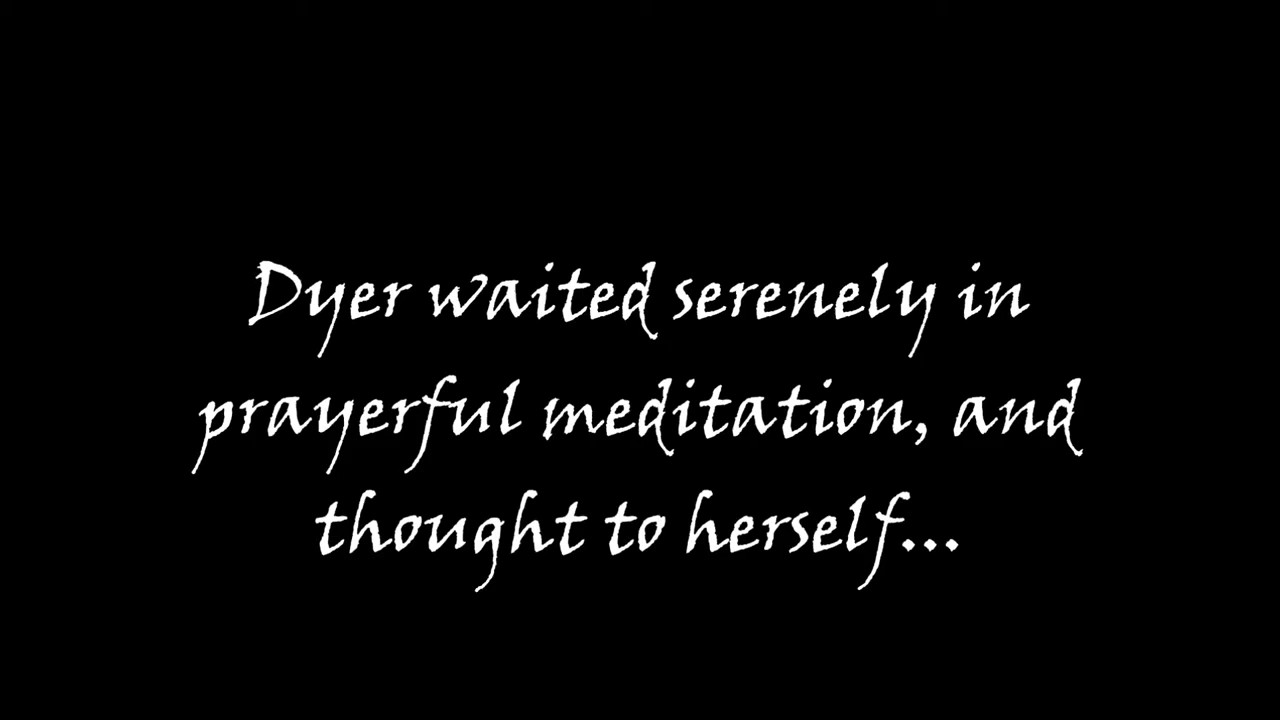 Dyer waited serenely in
prayerful meditation, and
thought to herself...